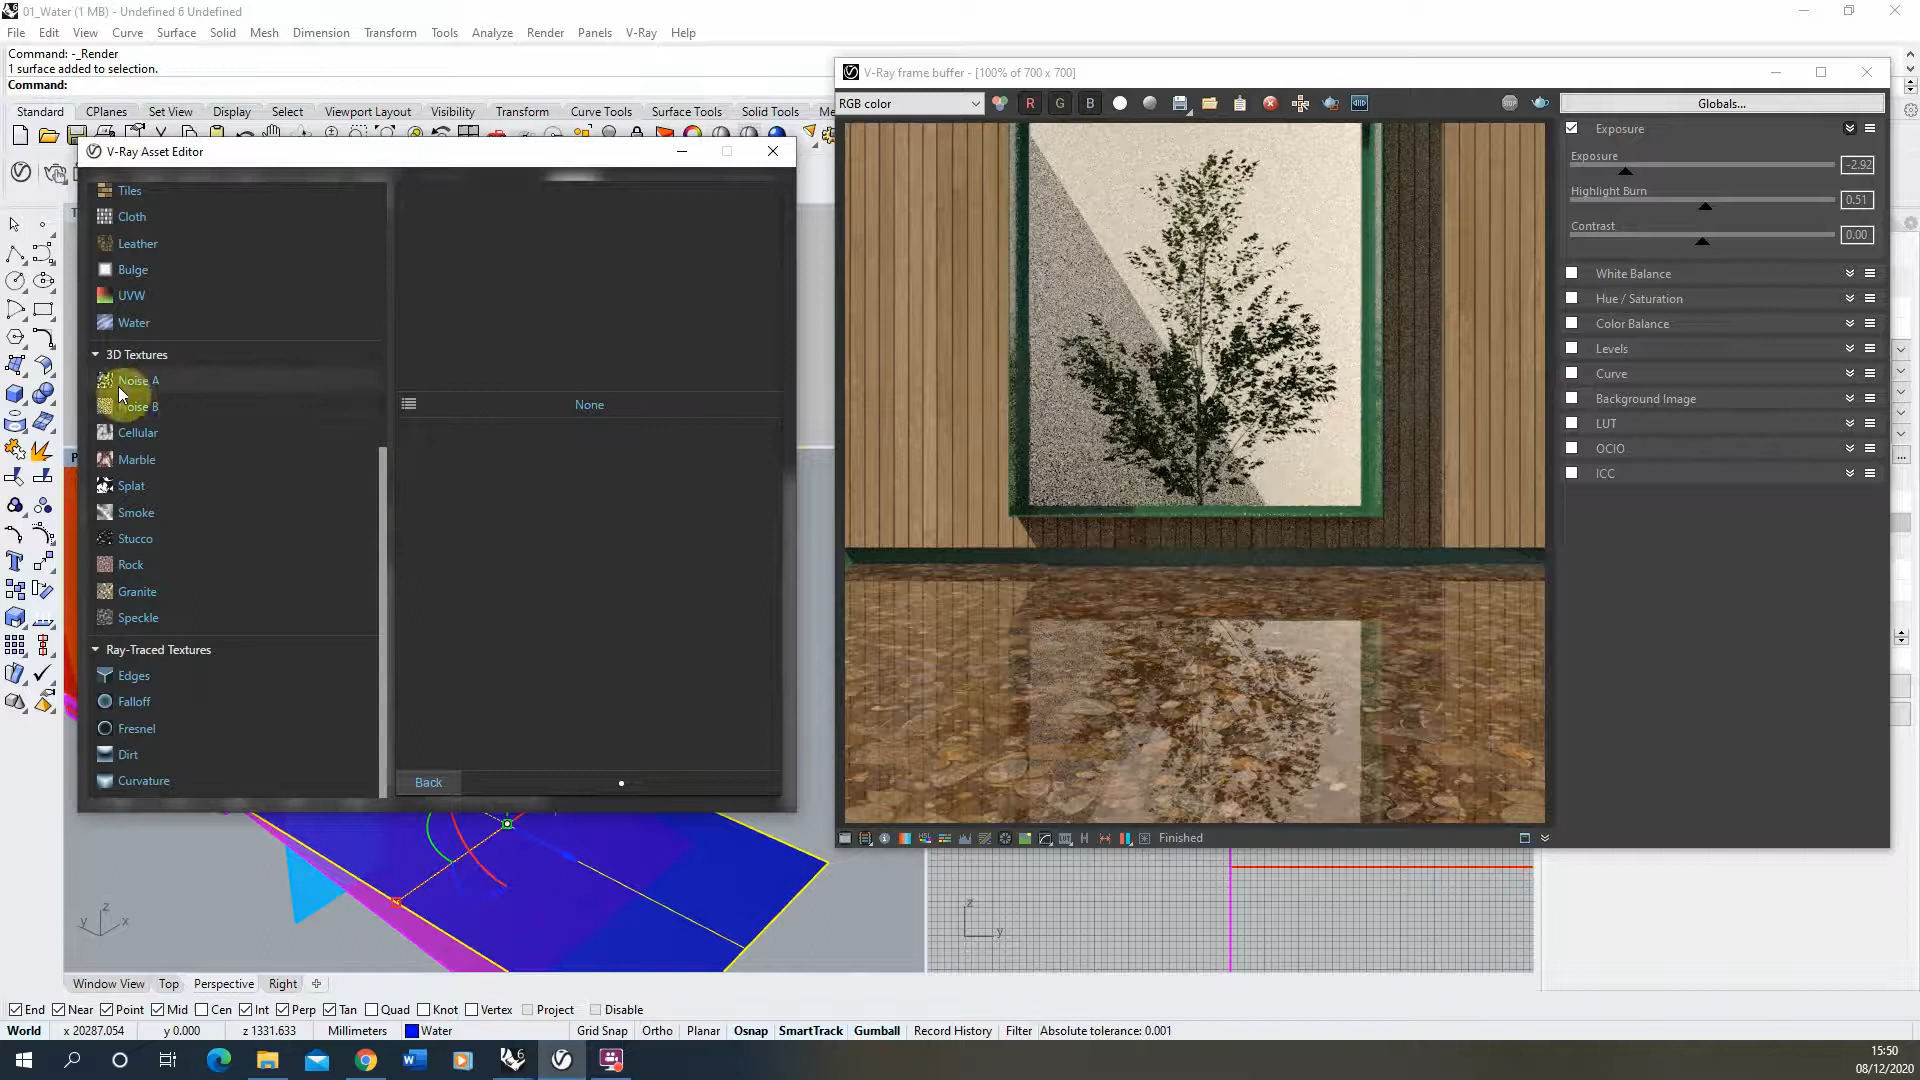 01_Water (1 MB) - Undefined 6 Undefined
File Edit View Curve Surface Solid Mesh Dimension Transform Tools Analyze Render Panels V-Ray Help
Command: -_Render
1 surface added to selection.
Command:
Standard CPlanes Set View Display Select Viewport Layout Visibility Transform Curve Tools Surface Tools Solid Tools Me
V-Ray Asset Editor
Tiles
Cloth
Leather
Bulge
UVW
Water
3D Textures
Noise A
Noise B
Cellular
Marble
Splat
Smoke
Stucco
Rock
Granite
Speckle
Ray-Traced Textures
Edges
Falloff
Fresnel
Dirt
Curvature
None
Back
V-Ray frame buffer - [100% of 700 x 700]
RGB color
R G B
STOP
Globals...
Exposure
Exposure
-2.92
Highlight Burn
0.51
Contrast
0.00
White Balance
Hue / Saturation
Color Balance
Levels
Curve
Background Image
LUT
OCIO
ICC
H
Finished
z
y x
z
y
Window View Top Perspective Right
End Near Point Mid Cen Int Perp Tan Quad Knot Vertex Project Disable
World x 20287.054 y 0.000 z 1331.633 Millimeters Water Grid Snap Ortho Planar Osnap SmartTrack Gumball Record History Filter Absolute tolerance: 0.001
15:50
08/12/2020